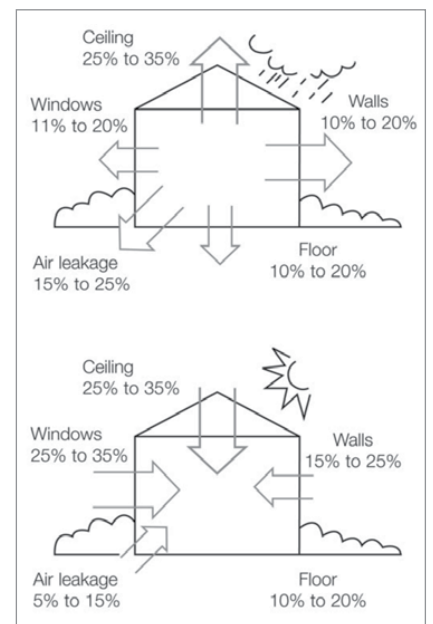 Ceiling
25% to 35%
Windows
11% to 20%
Walls
10% to 20%
Air leakage
15% to 25%
Floor
10% to 20%
Ceiling
25% to 35%
Windows
25% to 35%
Walls
15% to 25%
Air leakage
5% to 15%
Floor
10% to 20%